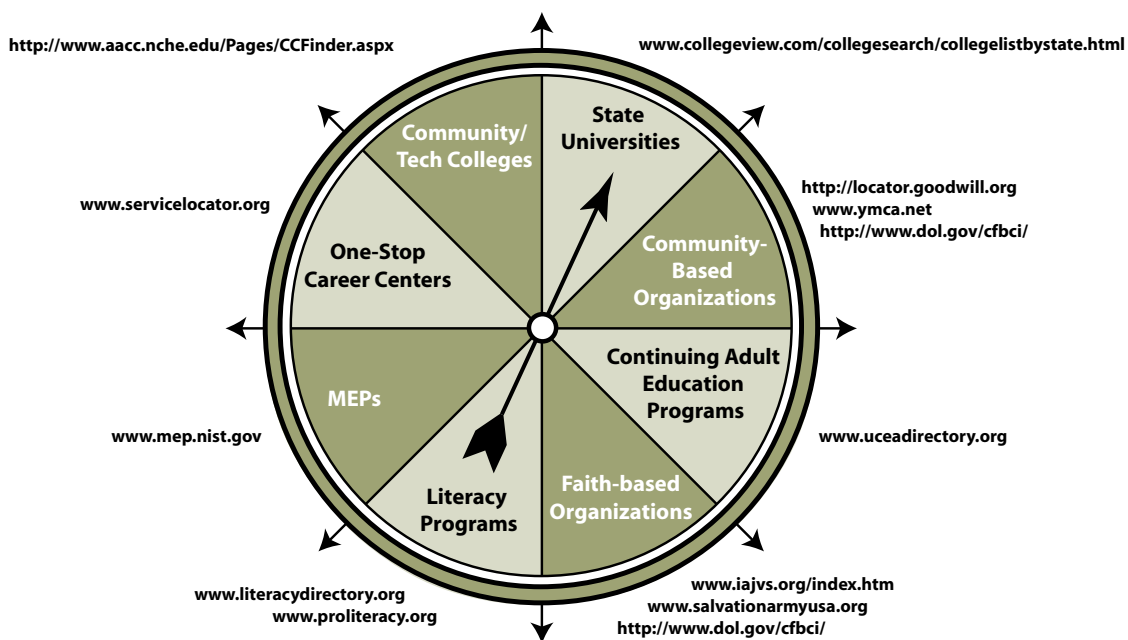 http://www.aacc.nche.edu/Pages/CCFinder.aspx
www.collegeview.com/collegesearch/collegelistbystate.html
Community/
Tech Colleges
State
Universities
www.servicelocator.org
http://locator.goodwill.org
www.ymca.net
http://www.dol.gov/cfbci/
One-Stop
Career Centers
Community-
Based
Organizations
MEPs
Continuing Adult
Education
Programs
www.mep.nist.gov
www.uceadirectory.org
Literacy
Programs
Faith-based
Organizations
www.literacydirectory.org
www.proliteracy.org
www.iajvs.org/index.htm
www.salvationarmyusa.org
http://www.dol.gov/cfbci/